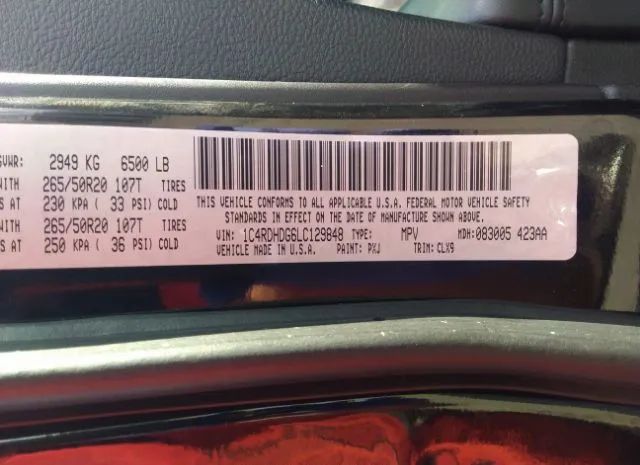 GVWR: 2949 KG 6500 LB
WITH 265/50R20 107T TIRES
AT 230 KPA ( 33 PSI) COLD
WITH 265/50R20 107T TIRES
AT 250 KPA ( 36 PSI) COLD
THIS VEHICLE CONFORMS TO ALL APPLICABLE U.S.A. FEDERAL MOTOR VEHICLE SAFETY
STANDARDS IN EFFECT ON THE DATE OF MANUFACTURE SHOWN ABOVE.
VIN: 1C4RDHDG6LC129848 TYPE: MPV MDH: 083005 423AA
VEHICLE MADE IN U.S.A. PAINT: PXJ TRIM: CLX9